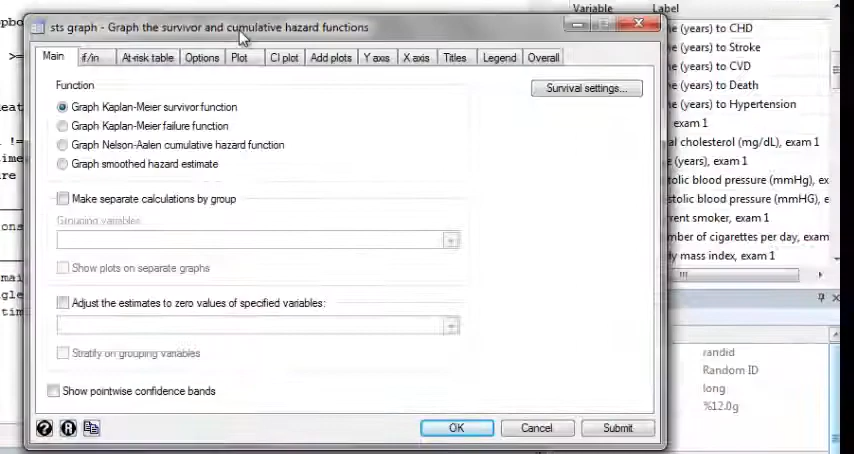 sts graph - Graph the survivor and cumulative hazard functions
Main if/in At-risk table Options Plot CI plot Add plots Y axis X axis Titles Legend Overall
Function
Survival settings...
Graph Kaplan-Meier survivor function
Graph Kaplan-Meier failure function
Graph Nelson-Aalen cumulative hazard function
Graph smoothed hazard estimate
Make separate calculations by group
Grouping variables:
Show plots on separate graphs
Adjust the estimates to zero values of specified variables:
Stratify on grouping variables
Show pointwise confidence bands
OK Cancel Submit
Variable Label
e (years) to CHD
e (years) to Stroke
e (years) to CVD
e (years) to Death
e (years) to Hypertension
exam 1
al cholesterol (mg/dL), exam 1
(years), exam 1
tolic blood pressure (mmHg), ex
stolic blood pressure (mmHG), e
rent smoker, exam 1
mber of cigarettes per day, exam
y mass index, exam 1
randid
Random ID
long
%12.0g